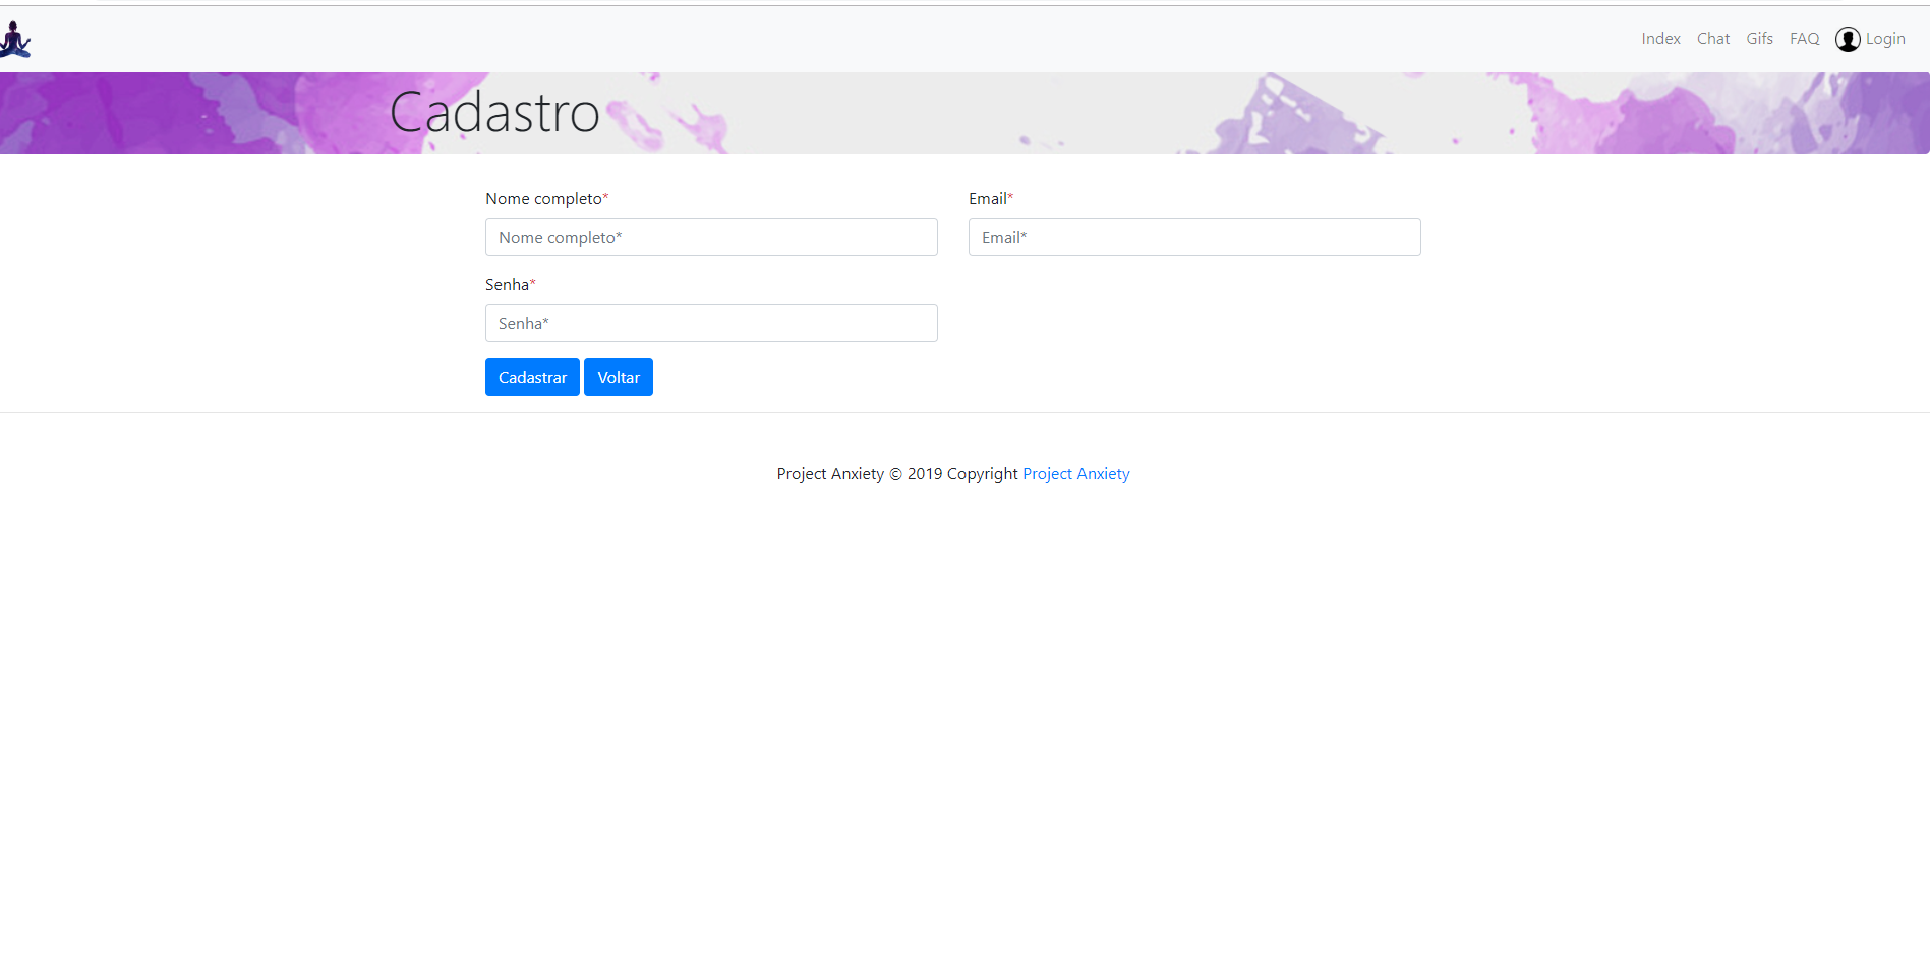 Index Chat Gifs FAQ Login
Cadastro
Nome completo* Email*
Nome completo* Email*
Senha*
Senha*
Cadastrar Voltar
Project Anxiety © 2019 Copyright Project Anxiety